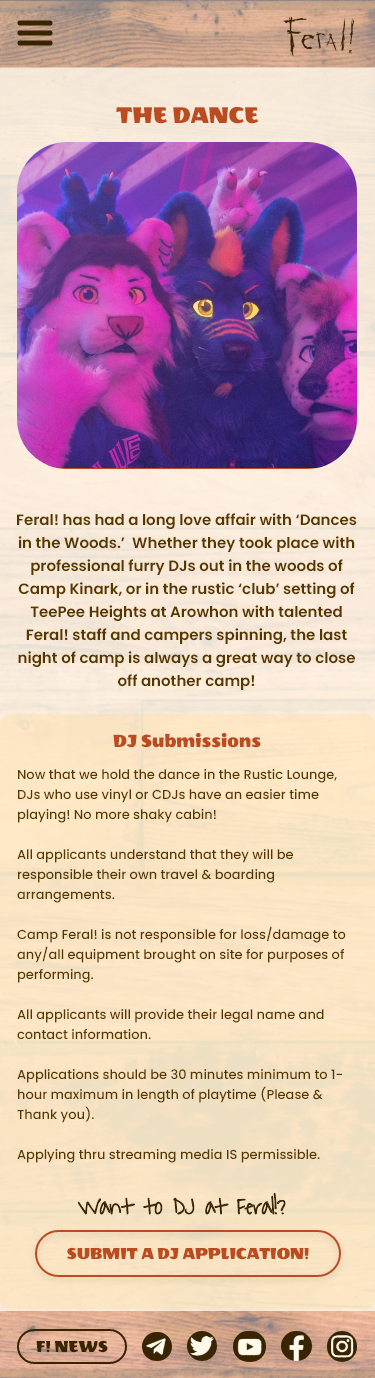 Feral!
THE DANCE
Feral! has had a long love affair with ‘Dances
in the Woods.’  Whether they took place with
professional furry DJs out in the woods of
Camp Kinark, or in the rustic ‘club’ setting of
TeePee Heights at Arowhon with talented
Feral! staff and campers spinning, the last
night of camp is always a great way to close
off another camp!
DJ Submissions
Now that we hold the dance in the Rustic Lounge,
DJs who use vinyl or CDJs have an easier time
playing! No more shaky cabin!
All applicants understand that they will be
responsible their own travel & boarding
arrangements.
Camp Feral! is not responsible for loss/damage to
any/all equipment brought on site for purposes of
performing.
All applicants will provide their legal name and
contact information.
Applications should be 30 minutes minimum to 1-
hour maximum in length of playtime (Please &
Thank you).
Applying thru streaming media IS permissible.
Want to DJ at Feral!?
SUBMIT A DJ APPLICATION!
F! NEWS